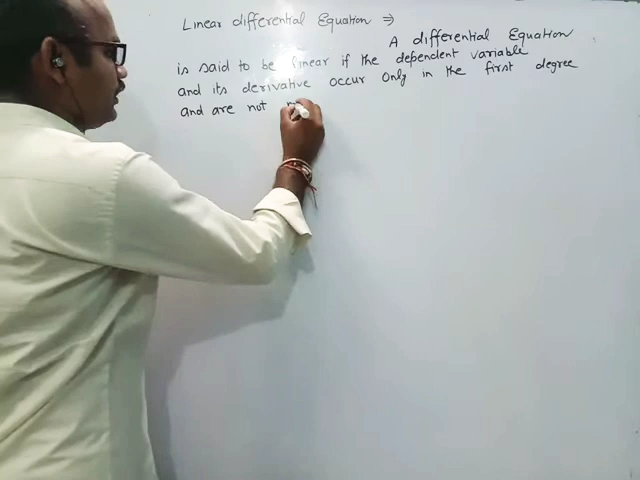 Linear differential Equation ⇒
A differential Equation
is said to be linear if the dependent variable
and its derivative occur only in the first degree
and are not